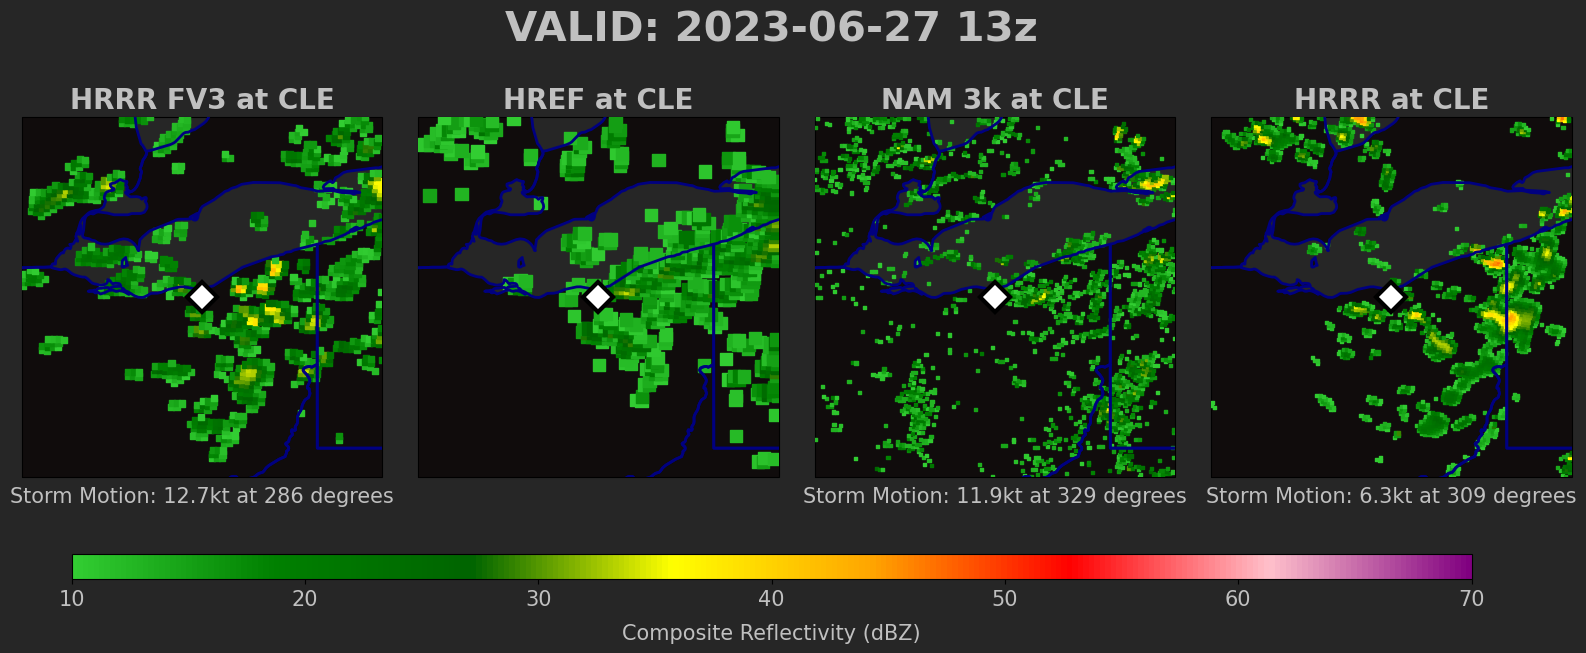 VALID: 2023-06-27 13z
HRRR FV3 at CLE
HREF at CLE
NAM 3k at CLE
HRRR at CLE
Storm Motion: 12.7kt at 286 degrees
Storm Motion: 11.9kt at 329 degrees
Storm Motion: 6.3kt at 309 degrees
10 20 30 40 50 60 70
Composite Reflectivity (dBZ)